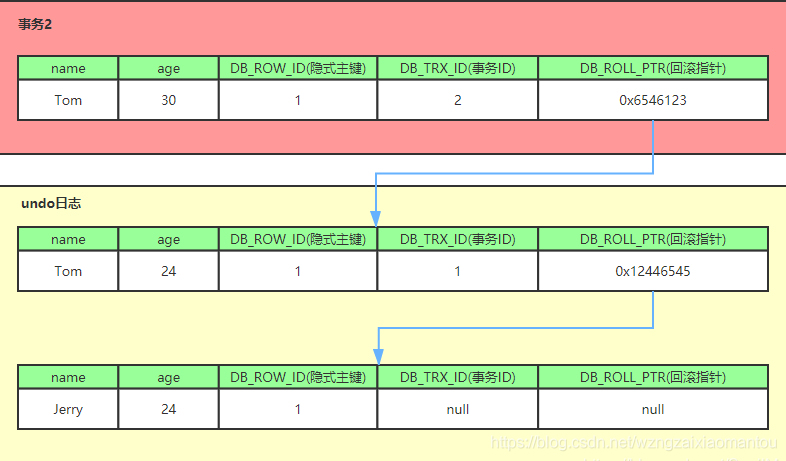 事务2
name age DB_ROW_ID(隐式主键) DB_TRX_ID(事务ID) DB_ROLL_PTR(回滚指针)
Tom 30 1 2 0x6546123
undo日志
name age DB_ROW_ID(隐式主键) DB_TRX_ID(事务ID) DB_ROLL_PTR(回滚指针)
Tom 24 1 1 0x12446545
name age DB_ROW_ID(隐式主键) DB_TRX_ID(事务ID) DB_ROLL_PTR(回滚指针)
Jerry 24 1 null null
https://blog.csdn.net/wzngzaixiaomantou